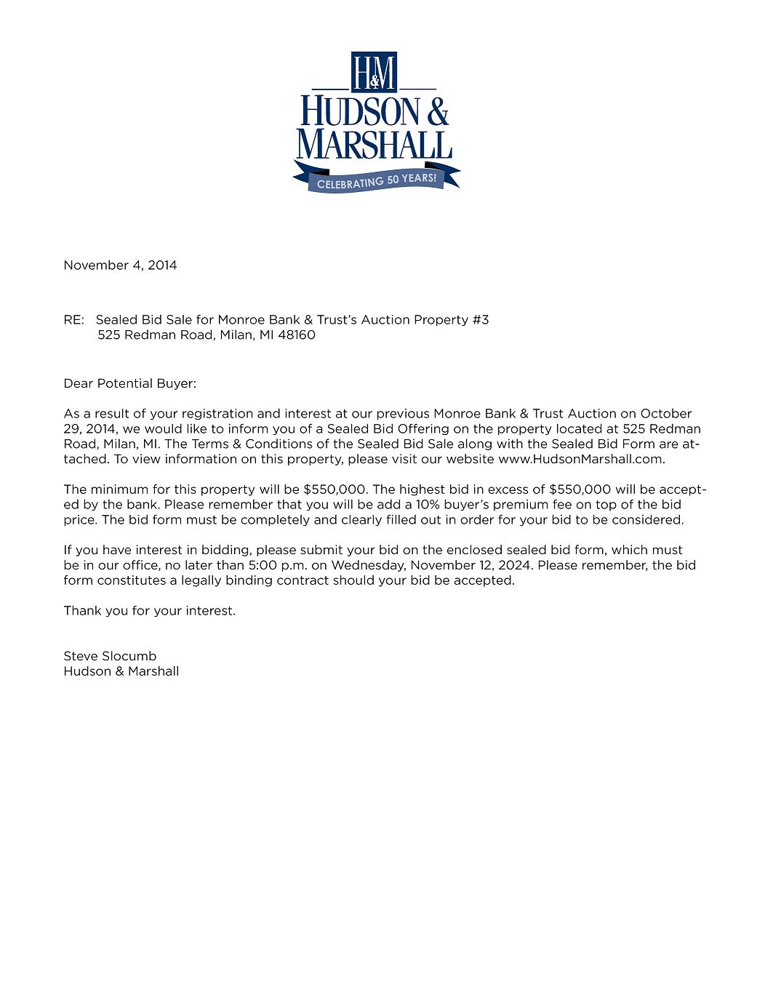 H&M
HUDSON &
MARSHALL
CELEBRATING 50 YEARS!
November 4, 2014
RE: Sealed Bid Sale for Monroe Bank & Trust’s Auction Property #3
525 Redman Road, Milan, MI 48160
Dear Potential Buyer:
As a result of your registration and interest at our previous Monroe Bank & Trust Auction on October
29, 2014, we would like to inform you of a Sealed Bid Offering on the property located at 525 Redman
Road, Milan, MI. The Terms & Conditions of the Sealed Bid Sale along with the Sealed Bid Form are at-
tached. To view information on this property, please visit our website www.HudsonMarshall.com.
The minimum for this property will be $550,000. The highest bid in excess of $550,000 will be accept-
ed by the bank. Please remember that you will be add a 10% buyer’s premium fee on top of the bid
price. The bid form must be completely and clearly filled out in order for your bid to be considered.
If you have interest in bidding, please submit your bid on the enclosed sealed bid form, which must
be in our office, no later than 5:00 p.m. on Wednesday, November 12, 2024. Please remember, the bid
form constitutes a legally binding contract should your bid be accepted.
Thank you for your interest.
Steve Slocumb
Hudson & Marshall